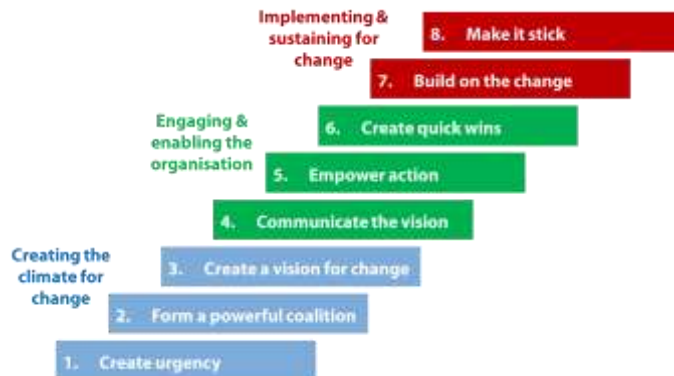 Implementing &
sustaining for
change
8. Make it stick
7. Build on the change
Engaging &
enabling the
organisation
6. Create quick wins
5. Empower action
4. Communicate the vision
Creating the
climate for
change
3. Create a vision for change
2. Form a powerful coalition
1. Create urgency